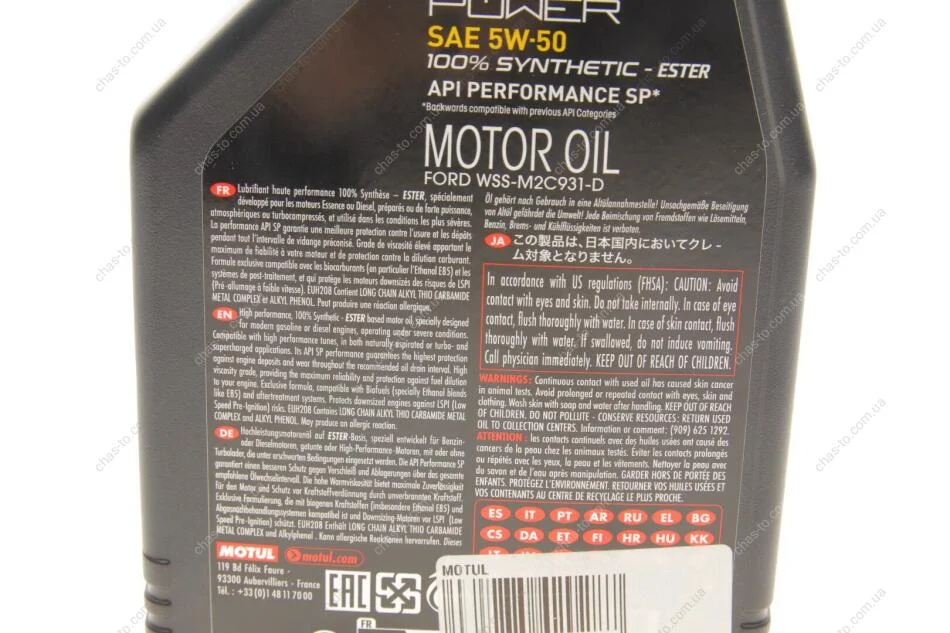 POWER
SAE 5W-50
100% SYNTHETIC - ESTER
API PERFORMANCE SP*
*Backwards compatible with previous API Categories
MOTOR OIL
FORD WSS-M2C931-D
FR Lubrifiant haute performance 100% Synthèse – ESTER, spécialement
développé pour les moteurs Essence ou Diesel, préparés ou de forte puissance,
atmosphériques ou turbocompressés, et utilisé dans les conditions les plus sévères.
La performance API SP garantie une meilleure protection contre l'usure et les dépôts
pendant tout l'intervalle de vidange préconisé. Grade de viscosité élevé apportant le
maximum de fiabilité à votre moteur et de protection contre la dilution carburant.
Formule exclusive compatible avec les biocarburants (en particulier l'Ethanol E85) et les
systèmes de post-traitement, et qui protège les moteurs downsizés des risques de LSPI
(Pré-allumage à faible vitesse). EUH208 Contient LONG CHAIN ALKYL THIO CARBAMIDE
METAL COMPLEX et ALKYL PHENOL. Peut produire une réaction allergique.
EN High performance, 100% Synthetic - ESTER based motor oil, specially designed
for modern gasoline or diesel engines, operating under severe conditions.
Compatible with high performance tunes, in both naturally aspirated or turbo- and
supercharged applications. Its API SP performance guarantees the highest protection
against engine deposits and wear throughout the recommended oil drain interval. High
viscosity grade, providing the maximum reliability and protection against fuel dilution
to your engine. Exclusive formula, compatible with Biofuels (specially Ethanol blends
like E85) and aftertreatment systems. Protects downsized engines against LSPI (Low
Speed Pre-Ignition) risks. EUH208 Contains LONG CHAIN ALKYL THIO CARBAMIDE METAL
COMPLEX and ALKYL PHENOL. May produce an allergic reaction.
DE Hochleistungsmotorenöl auf ESTER-Basis, speziell entwickelt für Benzin-
oder Dieselmotoren, getunte oder High-Performance-Motoren, mit oder ohne
Turbolader, die unter erschwerten Bedingungen eingesetzt werden. Die API Performance SP
garantiert einen besseren Schutz gegen Verschleiß und Ablagerungen über das gesamte
empfohlene Ölwechselintervall. Die hohe Warmviskosität bietet maximale Zuverlässigkeit
für den Motor und Schutz vor Kraftstoffverdünnung durch unverbrannten Kraftstoff.
Exklusive Formulierung, die mit biogenen Kraftstoffen (insbesondere Ethanol E85) und
Abgasnachbehandlungssystemen kompatibel ist und Downsizing-Motoren vor LSPI (Low
Speed Pre-Ignition) schützt. EUH208 Enthält LONG CHAIN ALKYL THIO CARBAMIDE
METAL COMPLEX und Alkylphenol . Kann allergische Reaktionen hervorrufen. Dieses
Öl gehört nach Gebrauch in eine Altölannahmestelle! Unsachgemäße Beseitigung
von Altöl gefährdet die Umwelt! Jede Beimischung von Fremdstoffen wie Lösemitteln,
Benzin, Brems- und Kühlflüssigkeiten ist verboten.
JA この製品は、日本国内においてクレー
ム対象となりません。
In accordance with US regulations (FHSA): CAUTION: Avoid
contact with eyes and skin. Do not take internally. In case of eye
contact, flush thoroughly with water. In case of skin contact, flush
thoroughly with water. If swallowed, do not induce vomiting.
Call physician immediately. KEEP OUT OF REACH OF CHILDREN.
WARNINGS: Continuous contact with used oil has caused skin cancer
in animal tests. Avoid prolonged or repeated contact with eyes, skin and
clothing. Wash skin with soap and water after handling. KEEP OUT OF REACH
OF CHILDREN. DO NOT POLLUTE - CONSERVE RESOURCES: RETURN USED
OIL TO COLLECTION CENTERS. Information or comment: (909) 625 1292.
ATTENTION : les contacts continuels avec des huiles usées ont causé des
cancers de la peau chez les animaux testés. Éviter les contacts prolongés
ou répétés avec les yeux, la peau et les vêtements. Nettoyer la peau avec
du savon et de l'eau après manipulation. GARDER HORS DE PORTÉE DES
ENFANTS. PROTÉGEZ L'ENVIRONNEMENT. RETOURNER VOS HUILES USÉES ET
VOS CONTENANTS AU CENTRE DE RECYCLAGE LE PLUS PROCHE.
ES IT PT AR RU EL BG
CS DA ET FI HR HU KK
MOTUL motul.com
119 Bd Félix Faure -
93300 Aubervilliers - France
Tél. : +33(0)1 48 11 70 00
EAC
FR
MOTUL
chas-to.com.ua